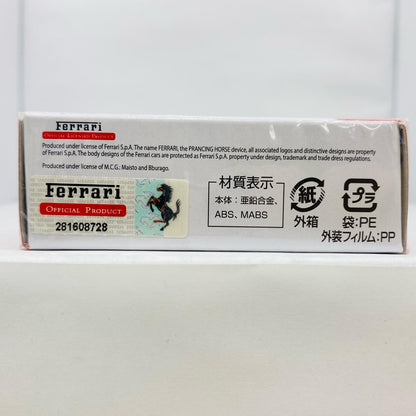 Ferrari
OFFICIAL LICENSED PRODUCT
Produced under license of Ferrari S.p.A. The name FERRARI, the PRANCING HORSE device, all associated logos and distinctive designs are property
of Ferrari S.p.A. The body designs of the Ferrari cars are protected as Ferrari S.p.A. property under design, trademark and trade dress regulations.
Produced under license of M.C.G.: Maisto and Bburago.
Ferrari
OFFICIAL PRODUCT
281608728
材質表示
本体：亜鉛合金、
ABS、MABS
紙
外箱
プラ
袋：PE
外装フィルム：PP